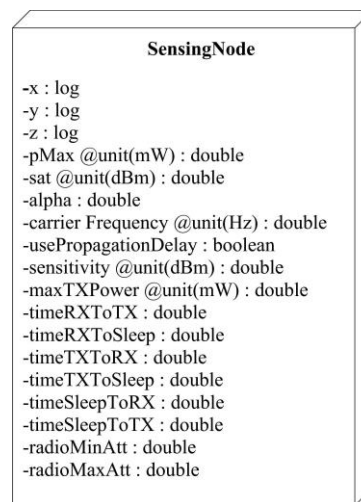 SensingNode
-x : log
-y : log
-z : log
-pMax @unit(mW) : double
-sat @unit(dBm) : double
-alpha : double
-carrier Frequency @unit(Hz) : double
-usePropagationDelay : boolean
-sensitivity @unit(dBm) : double
-maxTXPower @unit(mW) : double
-timeRXToTX : double
-timeRXToSleep : double
-timeTXToRX : double
-timeTXToSleep : double
-timeSleepToRX : double
-timeSleepToTX : double
-radioMinAtt : double
-radioMaxAtt : double